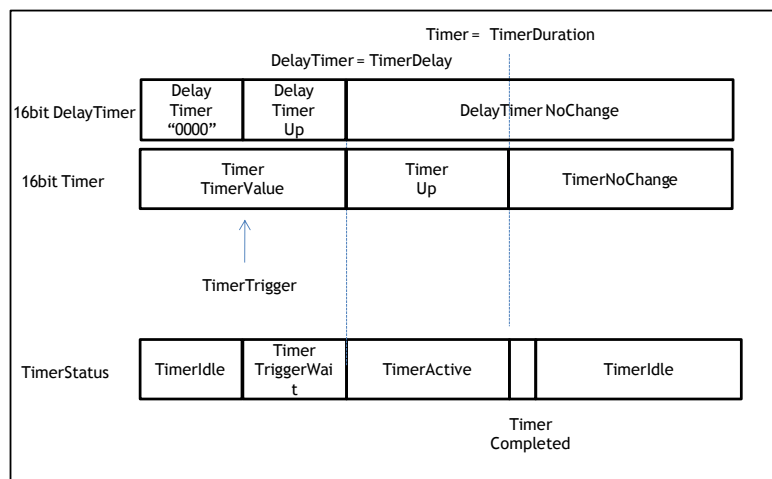 Timer = TimerDuration
DelayTimer = TimerDelay
16bit DelayTimer
Delay
Timer
“0000”
Delay
Timer
Up
DelayTimer NoChange
16bit Timer
Timer
TimerValue
Timer
Up
TimerNoChange
TimerTrigger
TimerStatus
TimerIdle
Timer
TriggerWai
t
TimerActive
TimerIdle
Timer
Completed